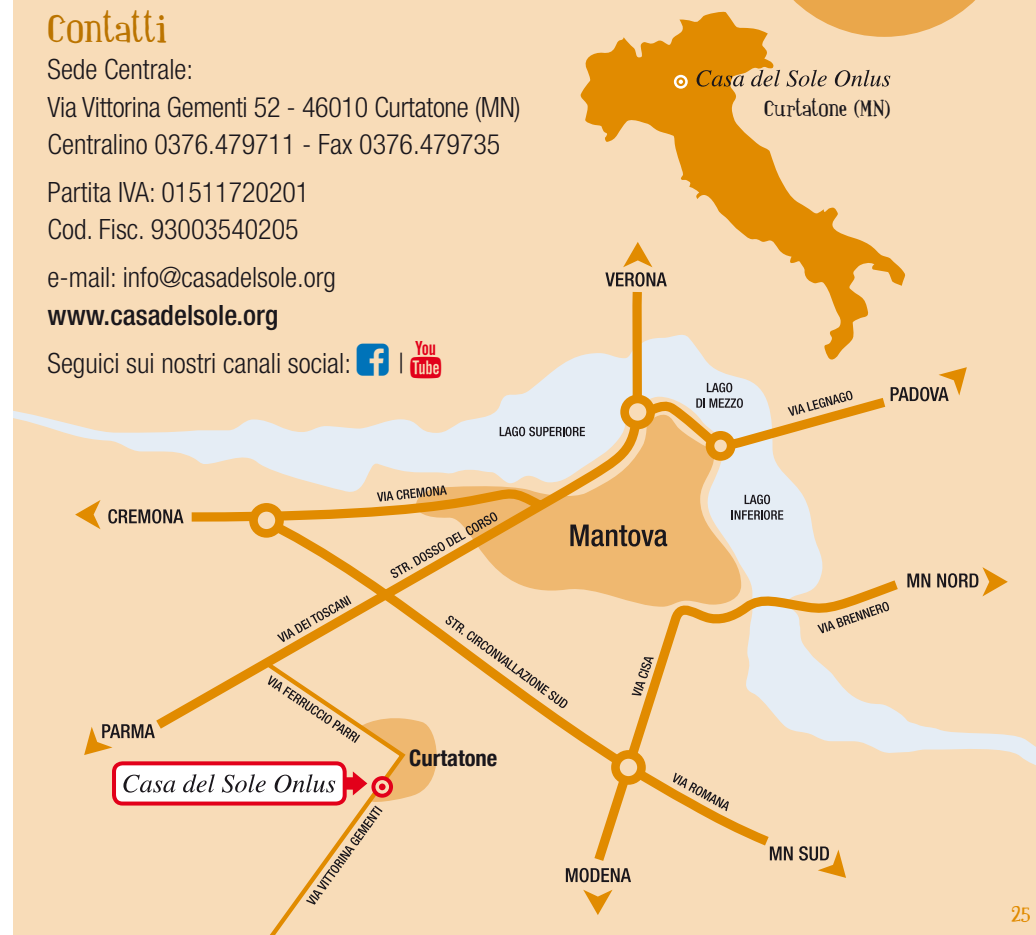 Contatti
Sede Centrale:
Via Vittorina Gementi 52 - 46010 Curtatone (MN)
Centralino 0376.479711 - Fax 0376.479735
Partita IVA: 01511720201
Cod. Fisc. 93003540205
e-mail: info@casadelsole.org
www.casadelsole.org
Seguici sui nostri canali social: f | You Tube
Casa del Sole Onlus
Curtatone (MN)
VERONA
LAGO
DI MEZZO
VIA LEGNAGO
PADOVA
LAGO SUPERIORE
VIA CREMONA
LAGO
INFERIORE
CREMONA
STR. DOSSO DEL CORSO
Mantova
MN NORD
VIA BRENNERO
VIA DEI TOSCANI
STR. CIRCONVALLAZIONE SUD
VIA CISA
VIA FERRUCCIO PARRI
PARMA
Curtatone
Casa del Sole Onlus
VIA ROMANA
VIA VITTORINA GEMENTI
MN SUD
MODENA
25